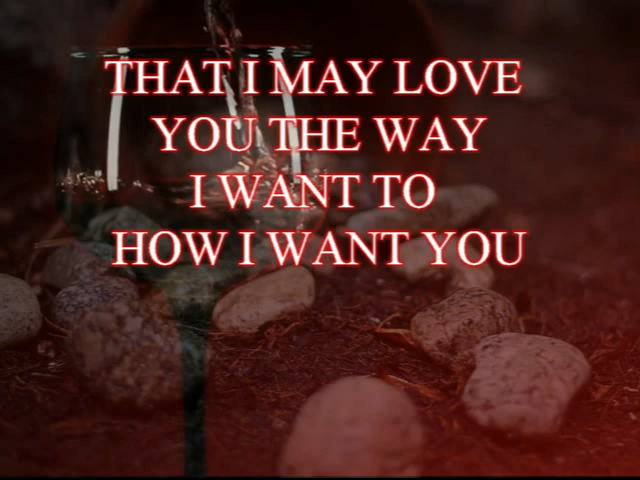 THAT I MAY LOVE
YOU THE WAY
I WANT TO
HOW I WANT YOU